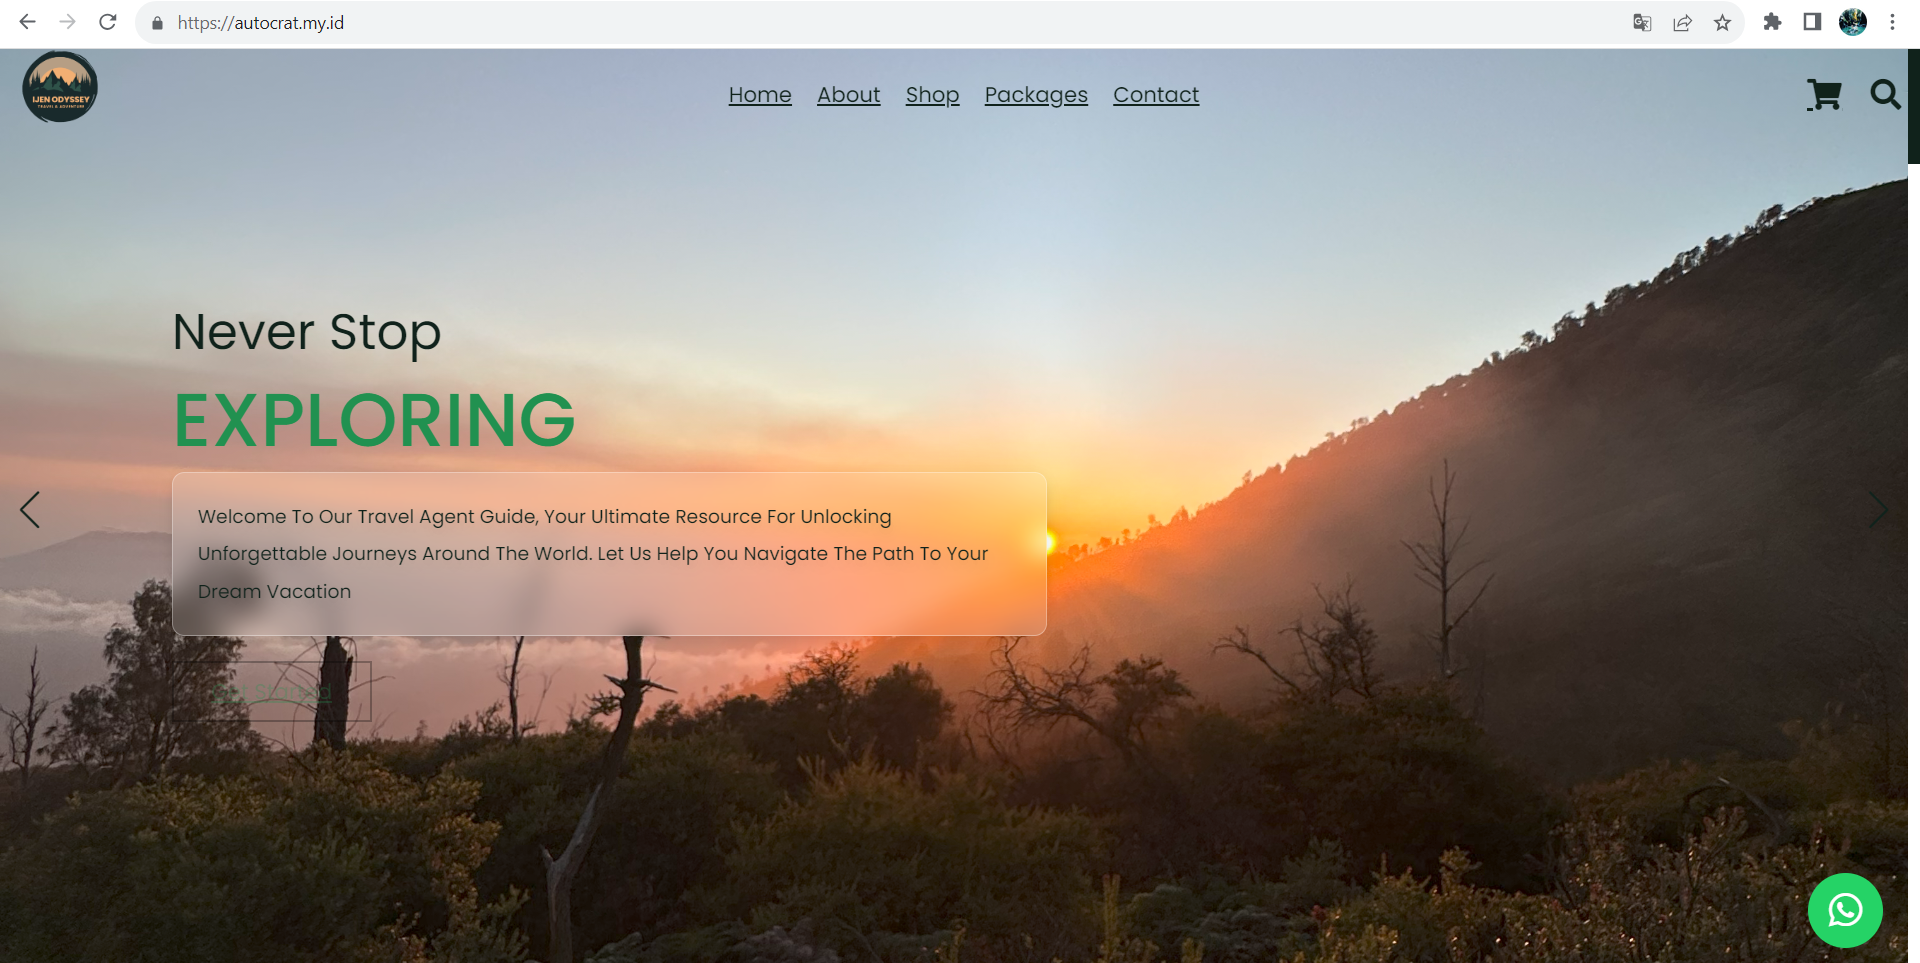 https://autocrat.my.id
IJEN ODYSSEY
TRAVEL & ADVENTURE
Home About Shop Packages Contact
Never Stop
EXPLORING
Welcome To Our Travel Agent Guide, Your Ultimate Resource For Unlocking
Unforgettable Journeys Around The World. Let Us Help You Navigate The Path To Your
Dream Vacation
Get Started